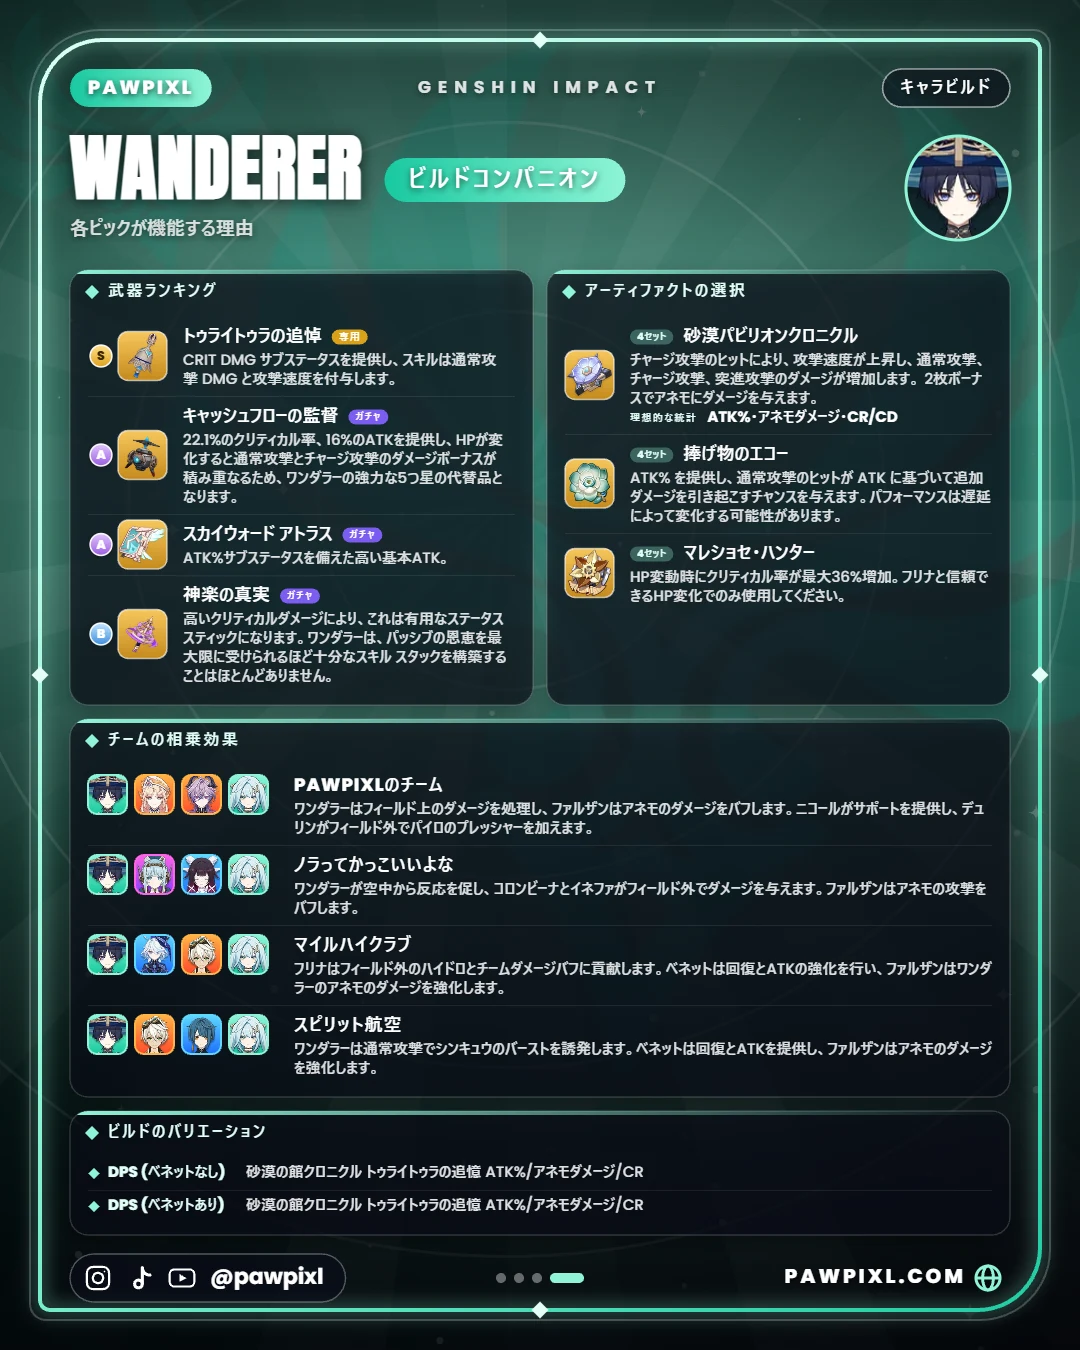 PAWPIXL
GENSHIN IMPACT
キャラビルド
WANDERER
ビルドコンパニオン
各ピックが機能する理由
武器ランキング
S
トゥライトゥラの追悼 専用
CRIT DMG サブステータスを提供し、スキルは通常攻
撃 DMG と攻撃速度を付与します。
A
キャッシュフローの監督 ガチャ
22.1%のクリティカル率、16%のATKを提供し、HPが変
化すると通常攻撃とチャージ攻撃のダメージボーナスが
積み重なるため、ワンダラーの強力な5つ星の代替品と
なります。
A
スカイウォード アトラス ガチャ
ATK%サブステータスを備えた高い基本ATK。
B
神楽の真実 ガチャ
高いクリティカルダメージにより、これは有用なステータス
スティックになります。ワンダラーは、パッシブの恩恵を最
大限に受けられるほど十分なスキル スタックを構築する
ことはほとんどありません。
アーティファクトの選択
4セット 砂漠パビリオンクロニクル
チャージ攻撃のヒットにより、攻撃速度が上昇し、通常攻撃、
チャージ攻撃、突進攻撃のダメージが増加します。 2枚ボーナ
スでアネモにダメージを与えます。
理想的な統計 ATK%・アネモダメージ・CR/CD
4セット 捧げ物のエコー
ATK% を提供し、通常攻撃のヒットが ATK に基づいて追加
ダメージを引き起こすチャンスを与えます。パフォーマンスは遅延
によって変化する可能性があります。
4セット マレショセ・ハンター
HP変動時にクリティカル率が最大36%増加。フリナと信頼で
きるHP変化でのみ使用してください。
チームの相乗効果
PAWPIXLのチーム
ワンダラーはフィールド上のダメージを処理し、ファルザンはアネモのダメージをバフします。ニコールがサポートを提供し、デュ
リンがフィールド外でパイロのプレッシャーを加えます。
ノラってかっこいいよな
ワンダラーが空中から反応を促し、コロンビーナとイネファがフィールド外でダメージを与えます。ファルザンはアネモの攻撃を
バフします。
マイルハイクラブ
フリナはフィールド外のハイドロとチームダメージバフに貢献します。ベネットは回復とATKの強化を行い、ファルザンはワンダ
ラーのアネモのダメージを強化します。
スピリット航空
ワンダラーは通常攻撃でシンキュウのバーストを誘発します。ベネットは回復とATKを提供し、ファルザンはアネモのダメージ
を強化します。
ビルドのバリエーション
DPS (ベネットなし) 砂漠の館クロニクル トゥライトゥラの追憶 ATK%/アネモダメージ/CR
DPS (ベネットあり) 砂漠の館クロニクル トゥライトゥラの追憶 ATK%/アネモダメージ/CR
@pawpixl
PAWPIXL.COM